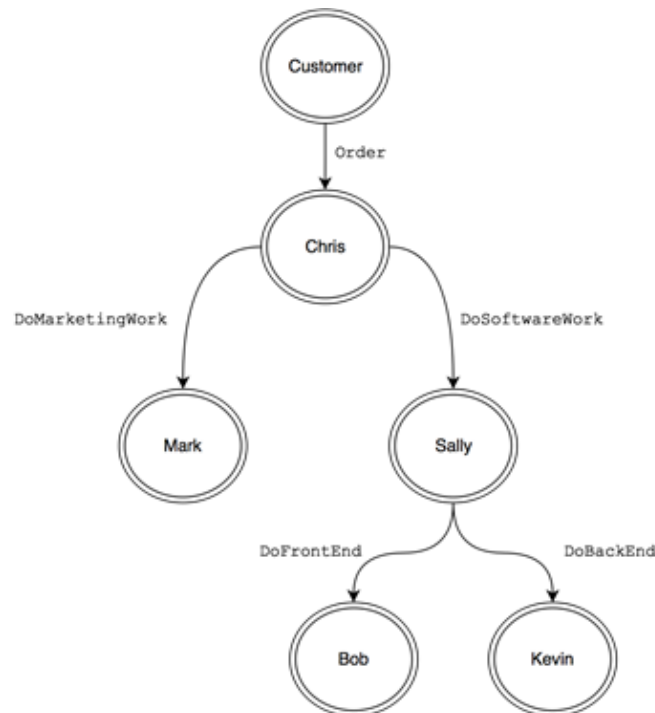 Customer
Order
Chris
DoMarketingWork
DoSoftwareWork
Mark
Sally
DoFrontEnd
DoBackEnd
Bob
Kevin